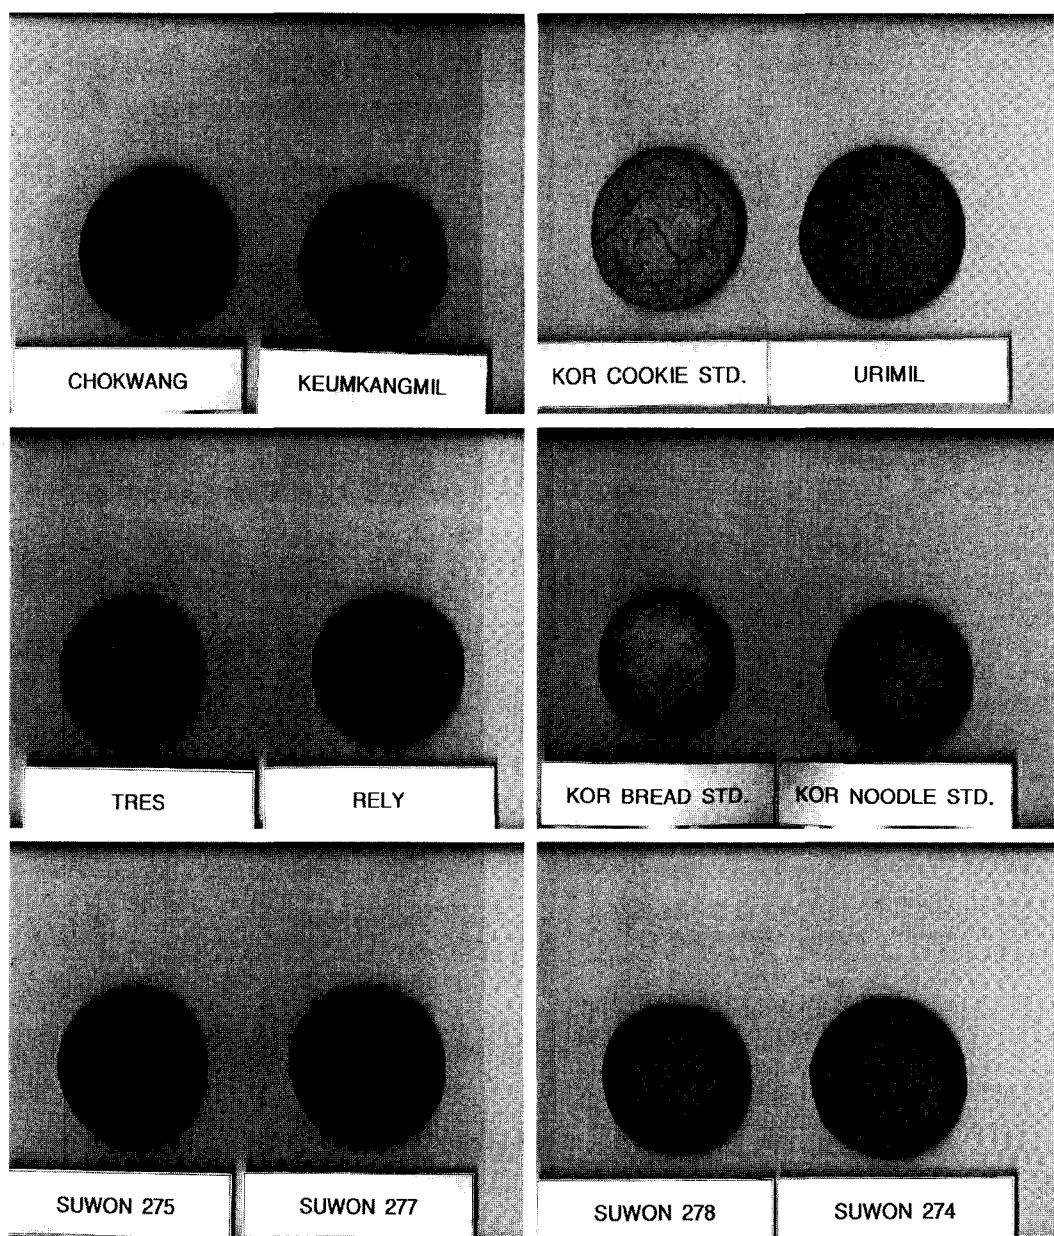 CHOKWANG
KEUMKANGMIL
KOR COOKIE STD.
URIMIL
TRES
RELY
KOR BREAD STD.
KOR NOODLE STD.
SUWON 275
SUWON 277
SUWON 278
SUWON 274